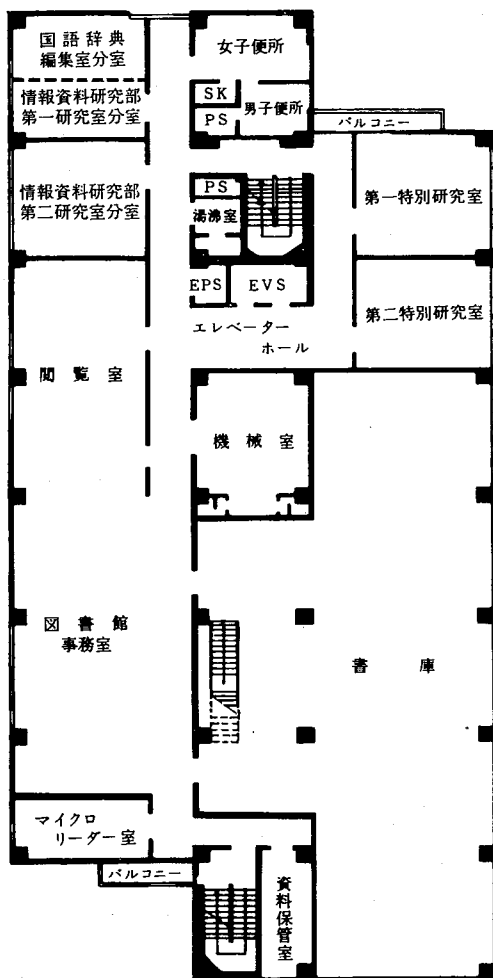 国語辞典
編集室分室
情報資料研究部
第一研究室分室
情報資料研究部
第二研究室分室
女子便所
SK
PS
男子便所
バルコニー
PS
湯沸室
第一特別研究室
EPS
EVS
第二特別研究室
エレベーター
ホール
閲覧室
機械室
図書館
事務室
書庫
マイクロ
リーダー室
バルコニー
資料保管室